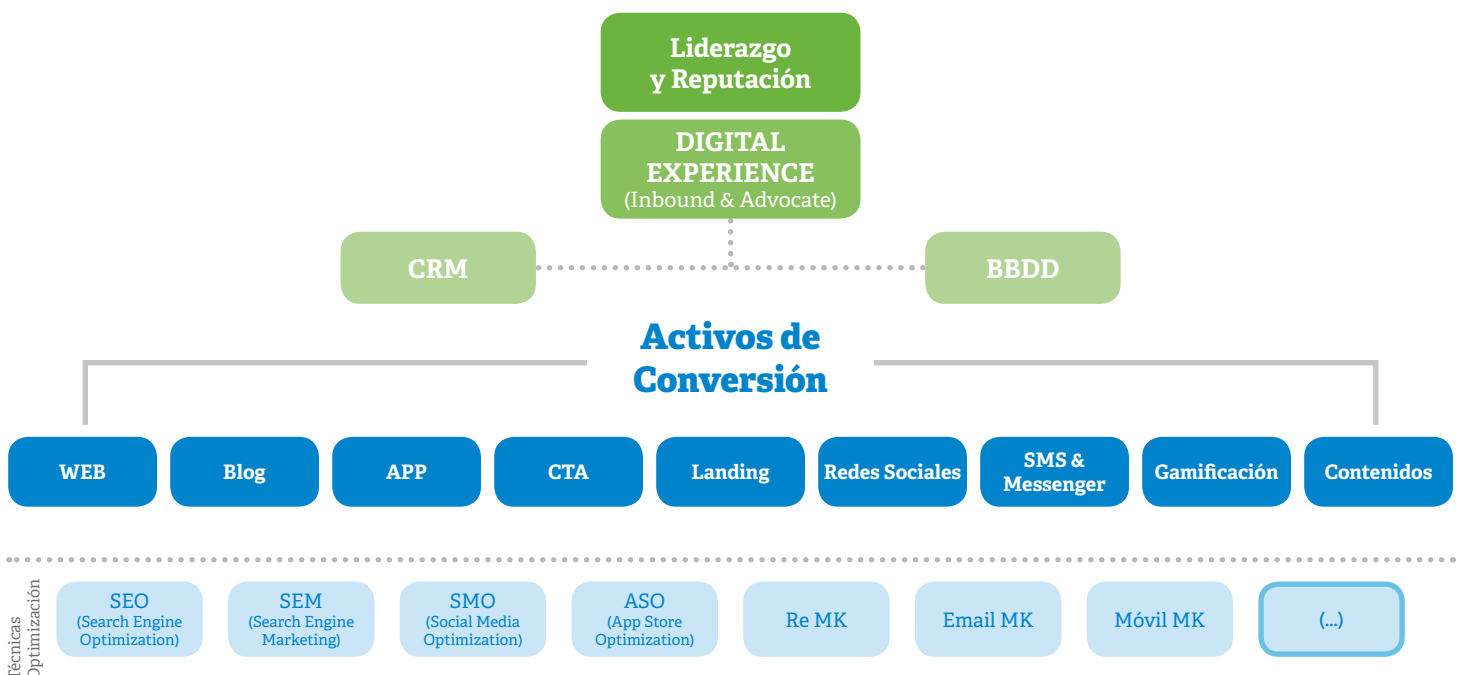 Liderazgo
y Reputación
DIGITAL
EXPERIENCE
(Inbound & Advocate)
CRM
BBDD
Activos de
Conversión
WEB
Blog
APP
CTA
Landing
Redes Sociales
SMS &
Messenger
Gamificación
Contenidos
Técnicas
Optimización
SEO
(Search Engine
Optimization)
SEM
(Search Engine
Marketing)
SMO
(Social Media
Optimization)
ASO
(App Store
Optimization)
Re MK
Email MK
Móvil MK
(...)